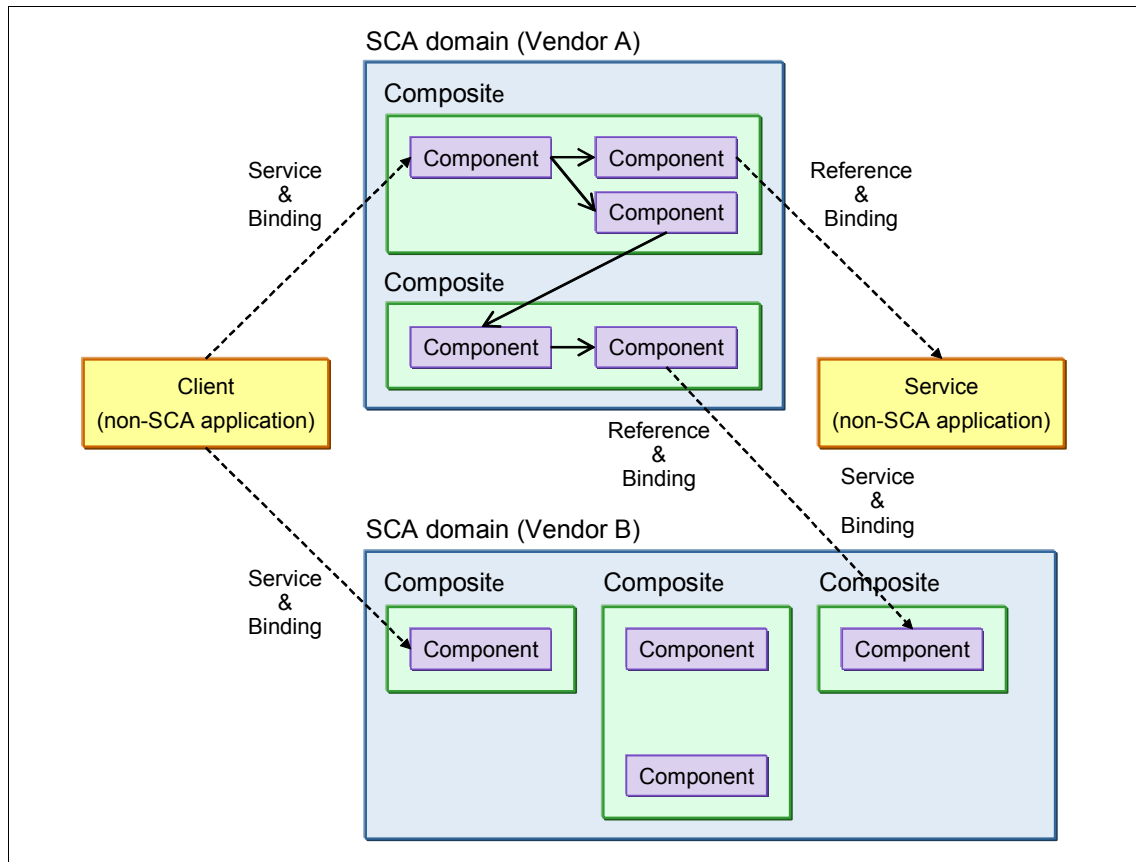 SCA domain (Vendor A)
Composite
Component
Component
Component
Service
&
Binding
Reference
&
Binding
Composite
Component
Component
Client
(non-SCA application)
Service
(non-SCA application)
Reference
&
Binding
Service
&
Binding
SCA domain (Vendor B)
Service
&
Binding
Composite
Composite
Composite
Component
Component
Component
Component